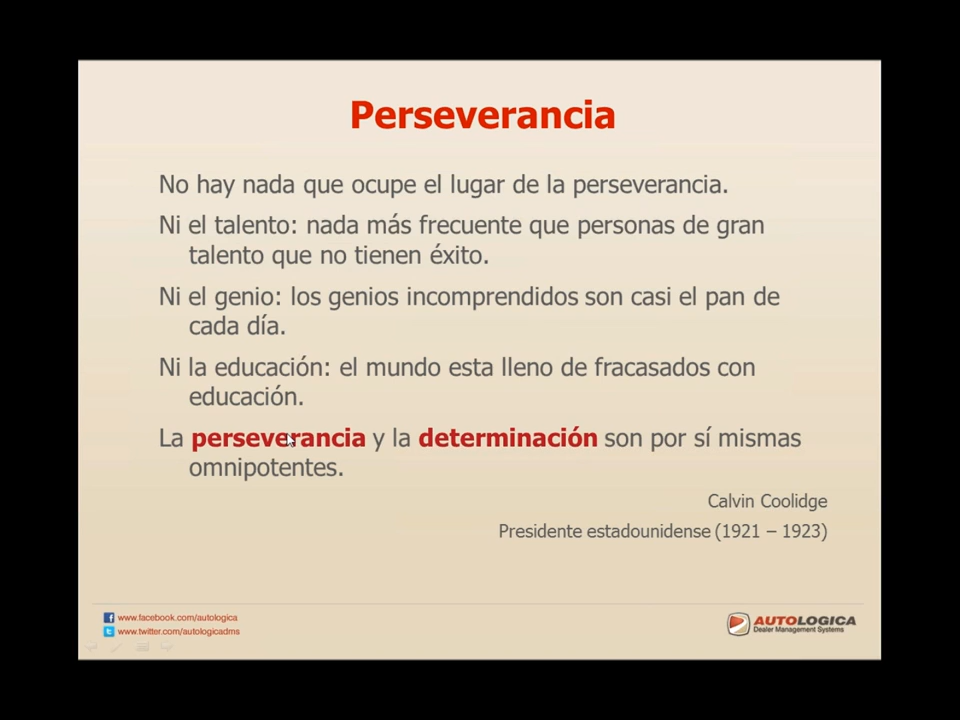 Perseverancia
No hay nada que ocupe el lugar de la perseverancia.
Ni el talento: nada más frecuente que personas de gran
talento que no tienen éxito.
Ni el genio: los genios incomprendidos son casi el pan de
cada día.
Ni la educación: el mundo esta lleno de fracasados con
educación.
La perseverancia y la determinación son por sí mismas
omnipotentes.
Calvin Coolidge
Presidente estadounidense (1921 – 1923)
www.facebook.com/autologica
www.twitter.com/autologicadms
AUTOLOGICA
Dealer Management Systems